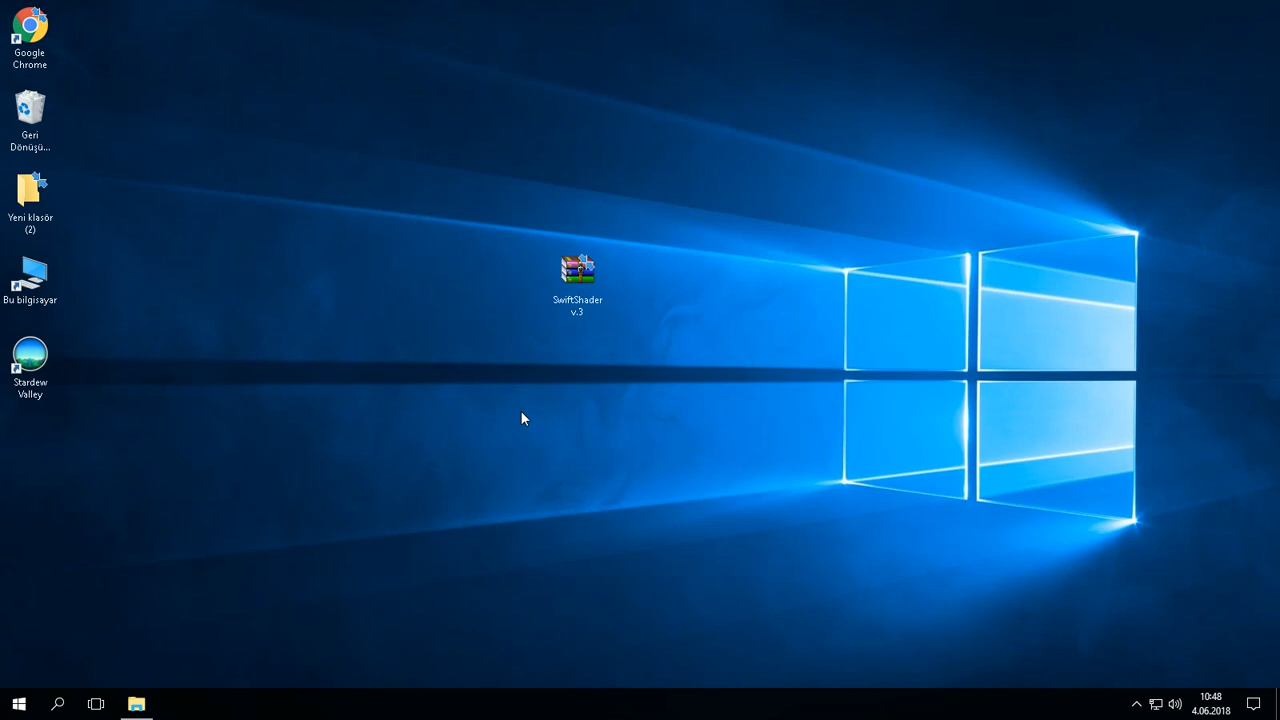 Google
Chrome
Geri
Dönüşü...
Yeni klasör
(2)
Bu bilgisayar
Stardew
Valley
SwiftShader
v.3
10:48
4.06.2018